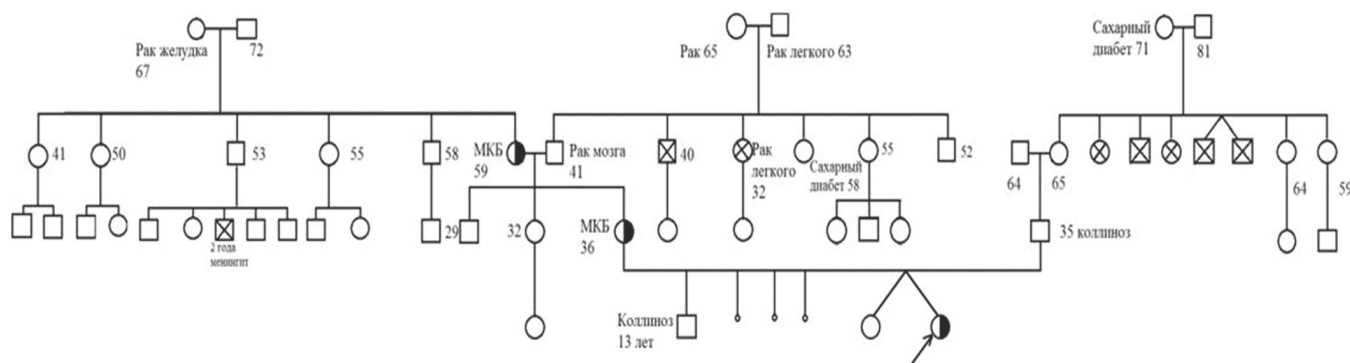 Рак желудка
67
72
Рак 65
Рак легкого 63
Сахарный
диабет 71
81
41
50
53
55
58
МКБ
59
Рак мозга
41
40
Рак
легкого
32
55
Сахарный
диабет 58
52
64
65
64
59
2 года
менингит
29
32
МКБ
36
35 коллиноз
Коллиноз
13 лет